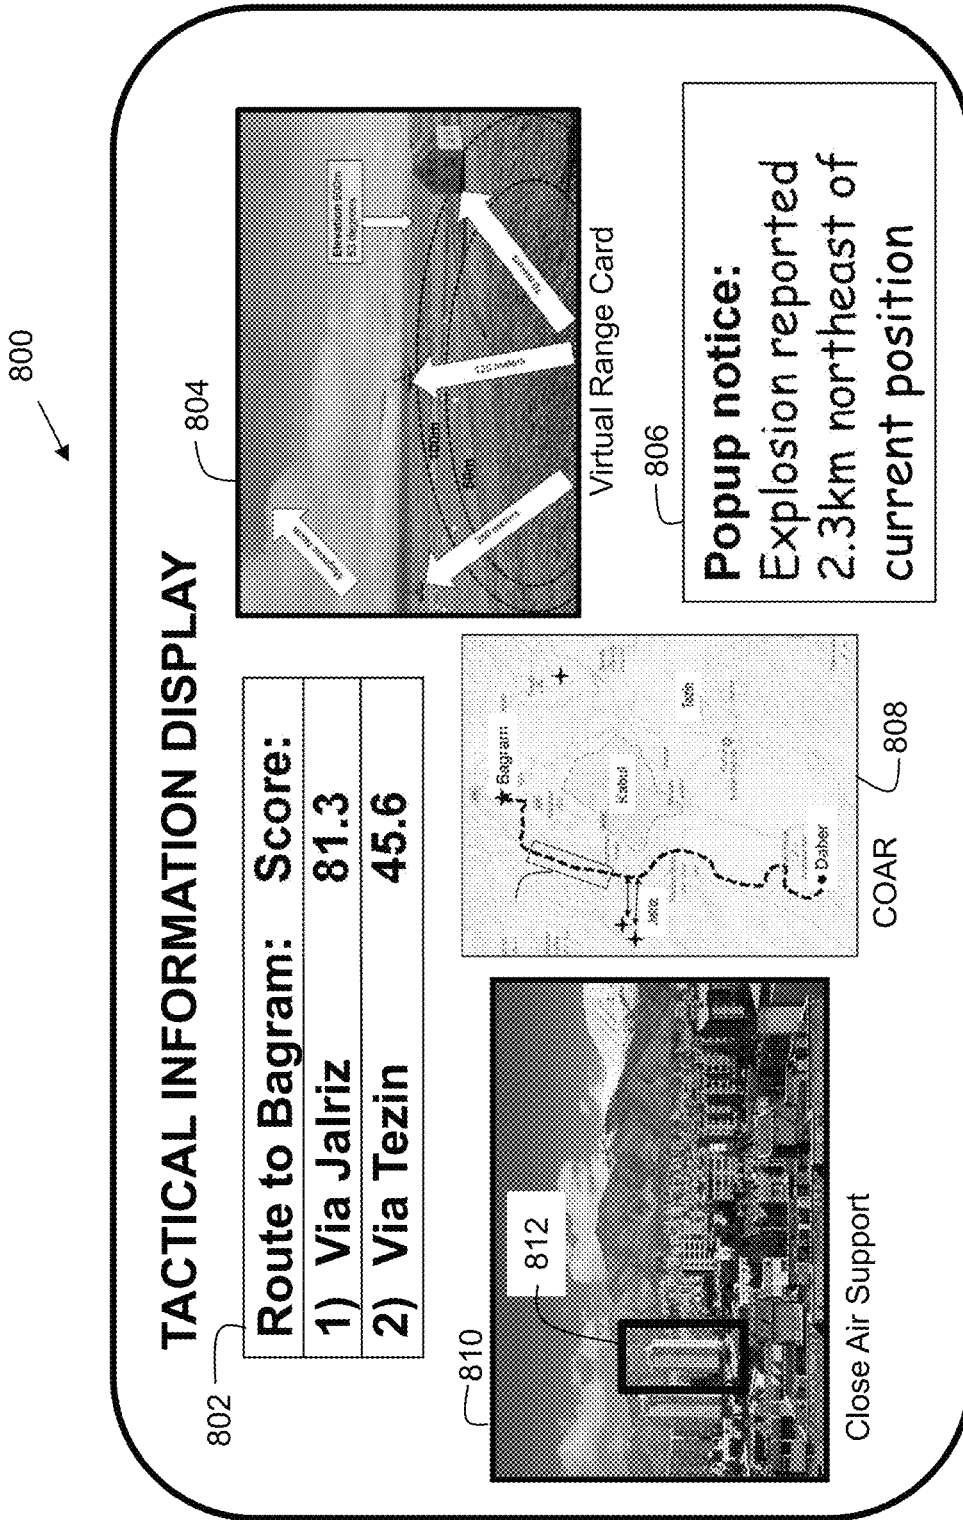 800
TACTICAL INFORMATION DISPLAY
802
Route to Bagram: Score:
1) Via Jalriz 81.3
2) Via Tezin 45.6
804
120 meters
Virtual Range Card
810
812
Close Air Support
Bagram
Kabul
Tezin
Jalriz
Daber
COAR
808
806
Popup notice:
Explosion reported
2.3km northeast of
current position